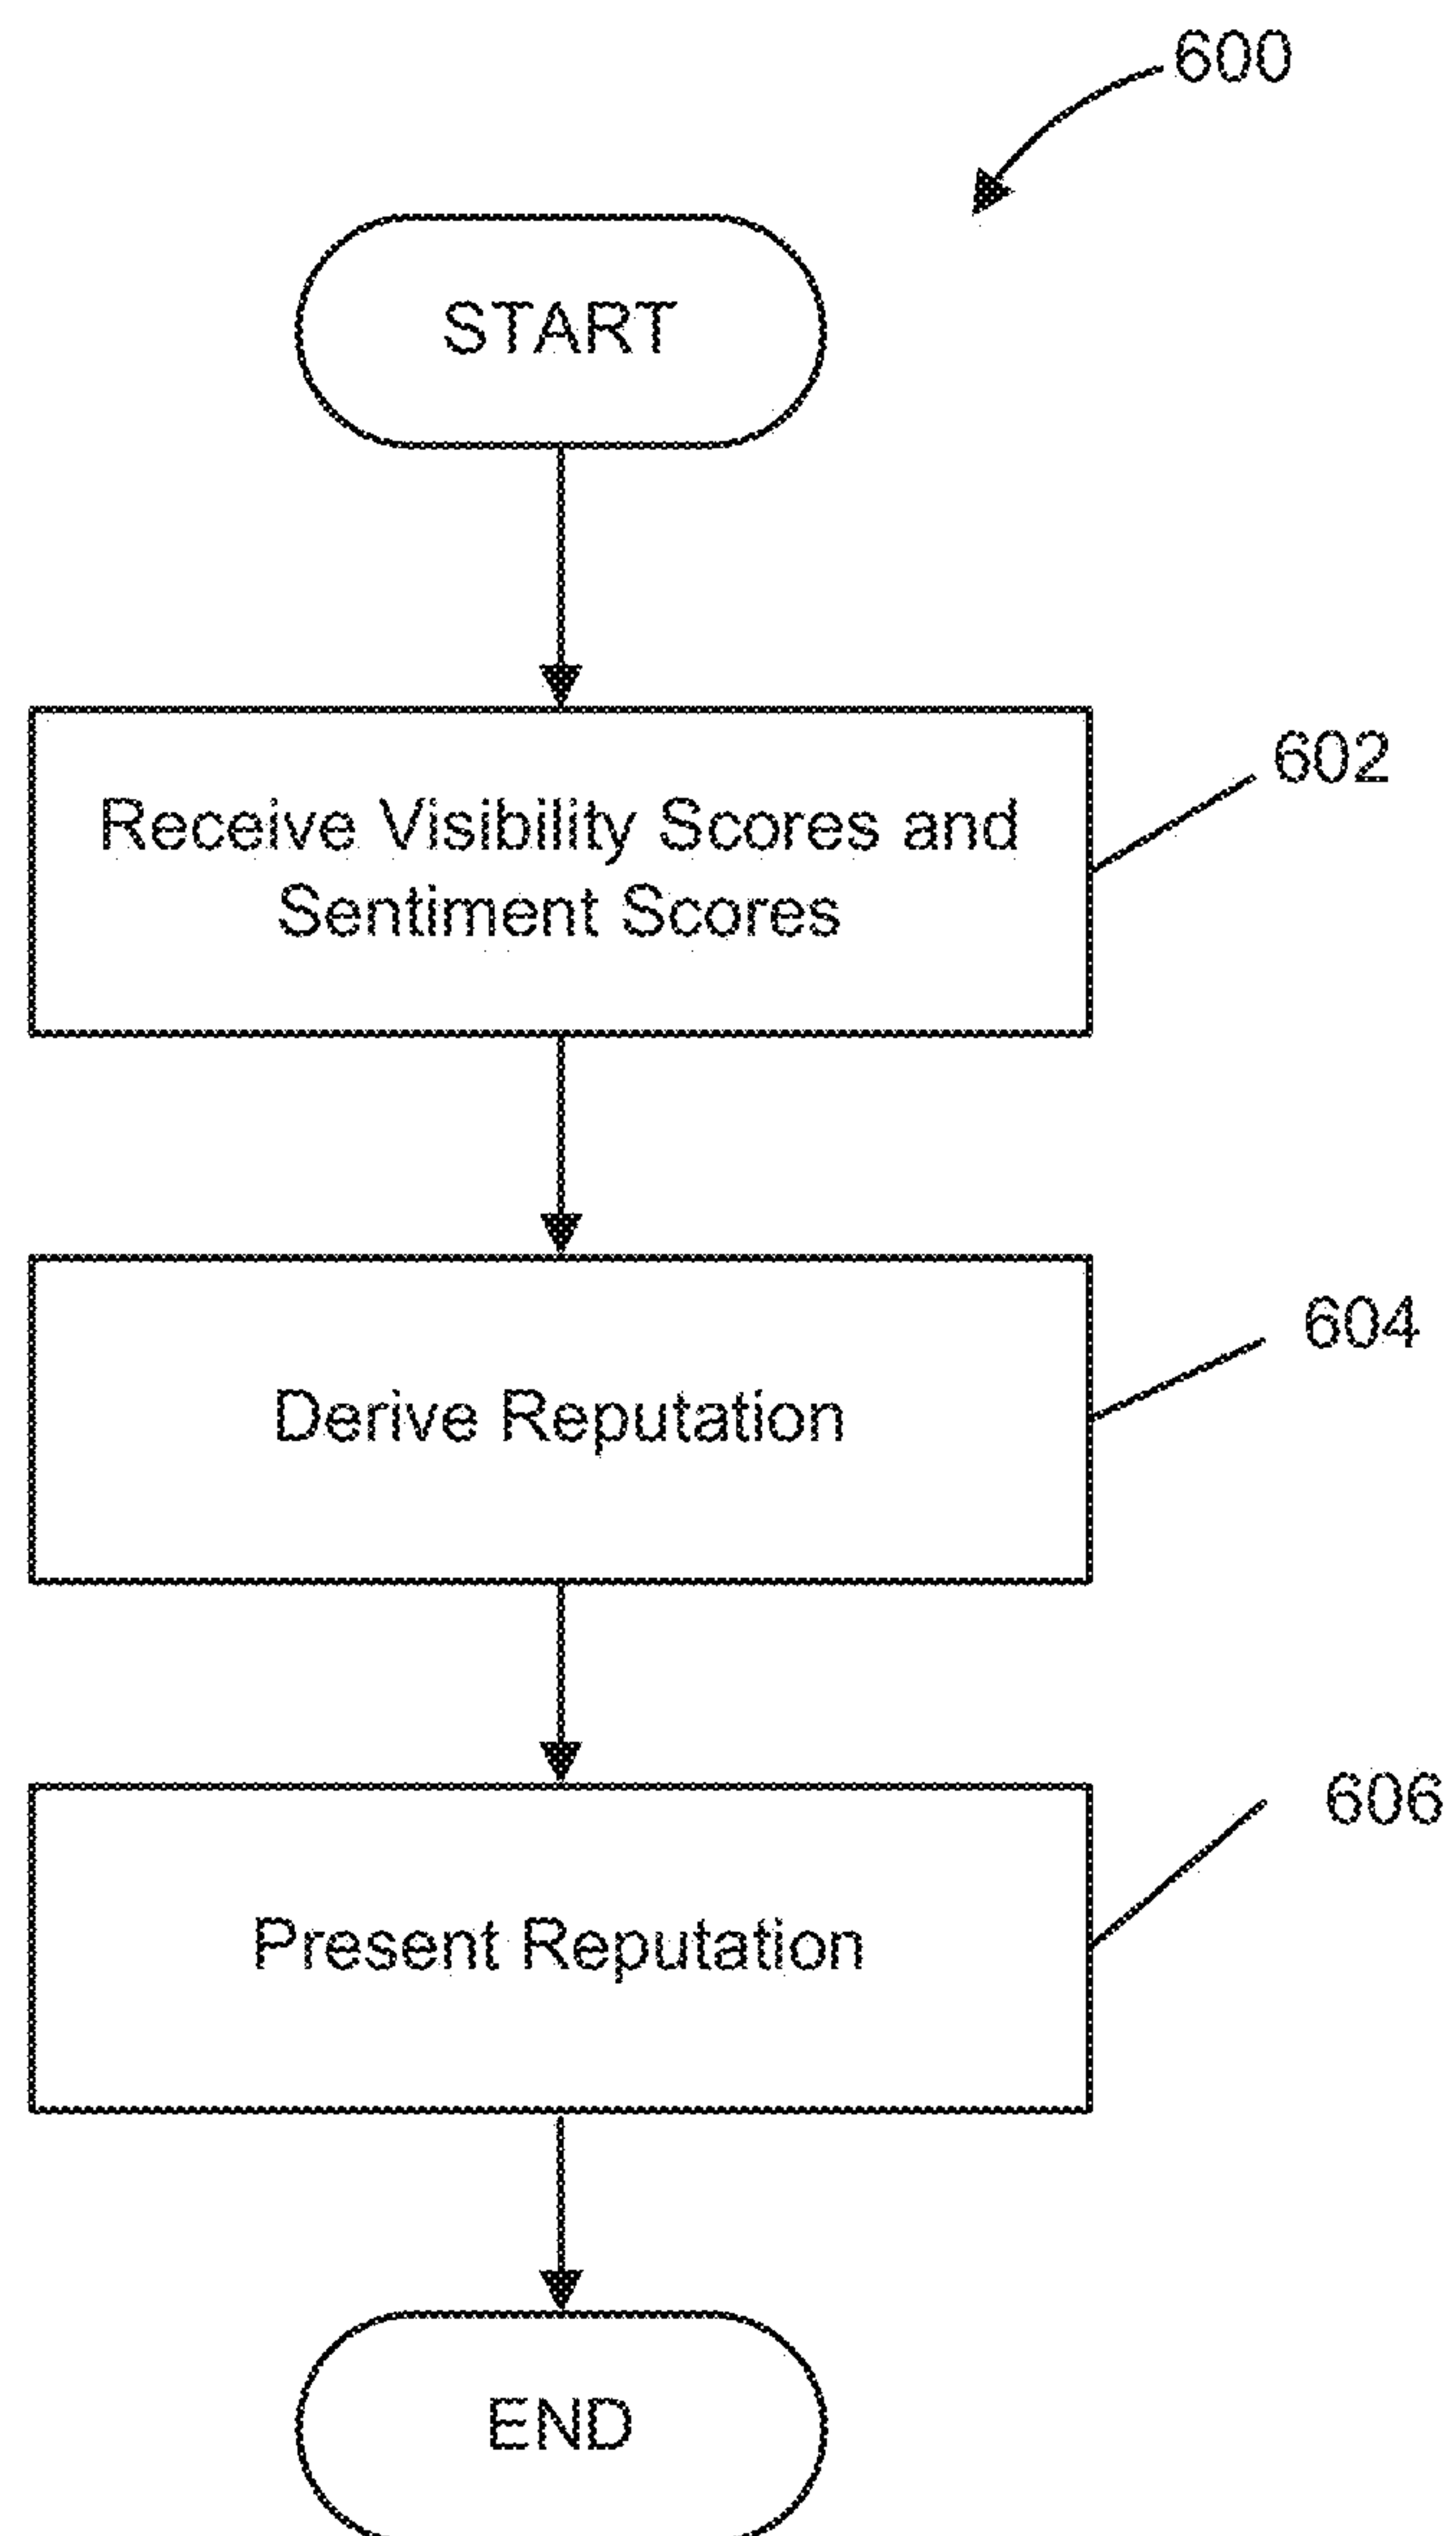 600
START
Receive Visibility Scores and
Sentiment Scores
602
Derive Reputation
604
Present Reputation
606
END